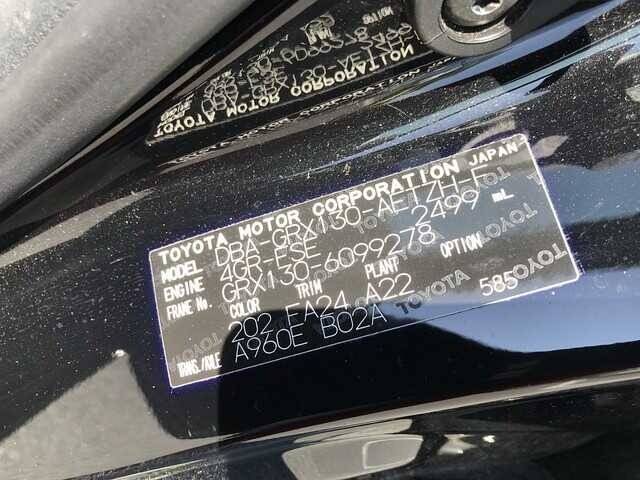 TOYOTA MOTOR CORPORATION JAPAN
MODEL DBA-GRX130-AETZH-F
ENGINE 4GR-FSE 2499 mL
FRAME No. GRX130-6099278
COLOR TRIM PLANT OPTION
202 FA24 A22 585
TRANS./AXLE A960E B02A